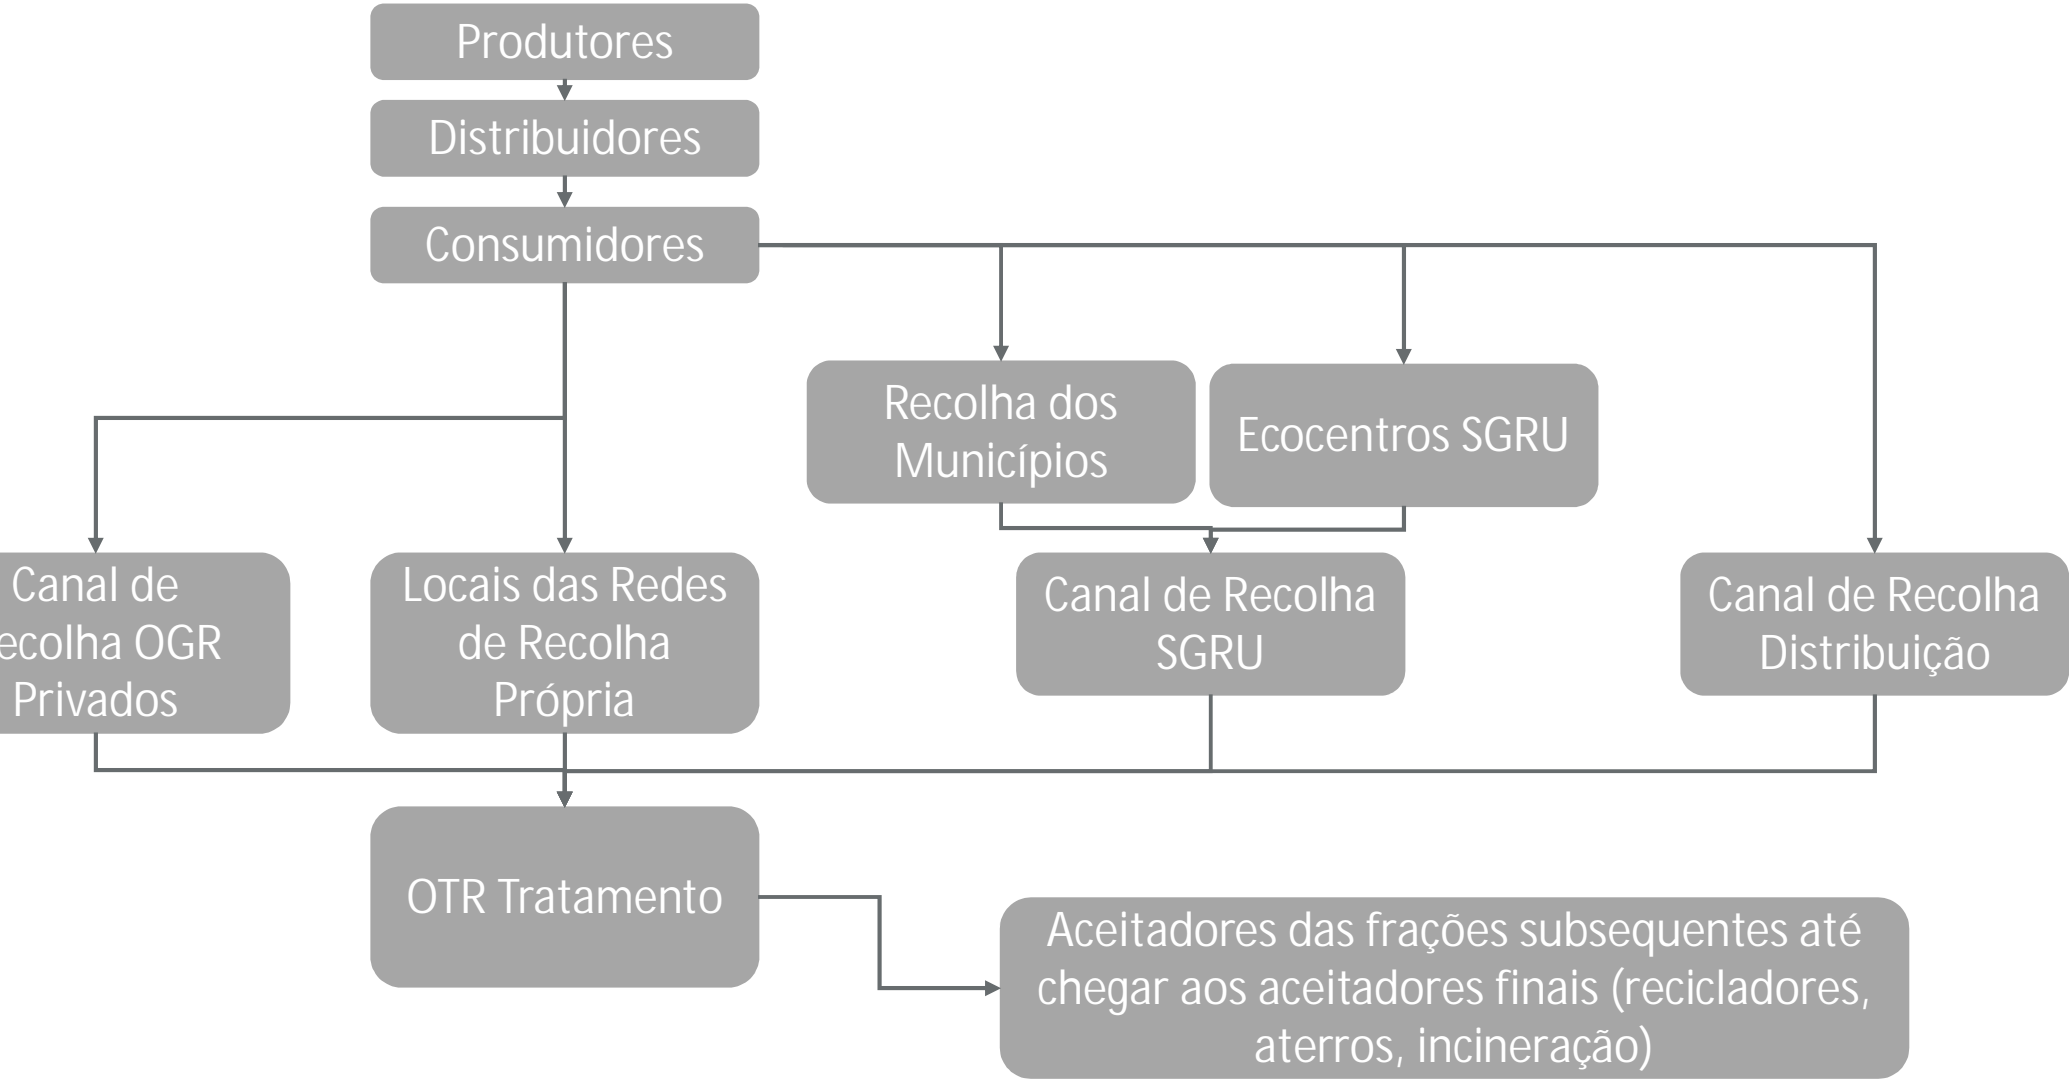 Produtores
Distribuidores
Consumidores
Recolha dos
Municípios
Ecocentros SGRU
Canal de
ecolha OGR
Privados
Locais das Redes
de Recolha
Própria
Canal de Recolha
SGRU
Canal de Recolha
Distribuição
OTR Tratamento
Aceitadores das frações subsequentes até
chegar aos aceitadores finais (recicladores,
aterros, incineração)